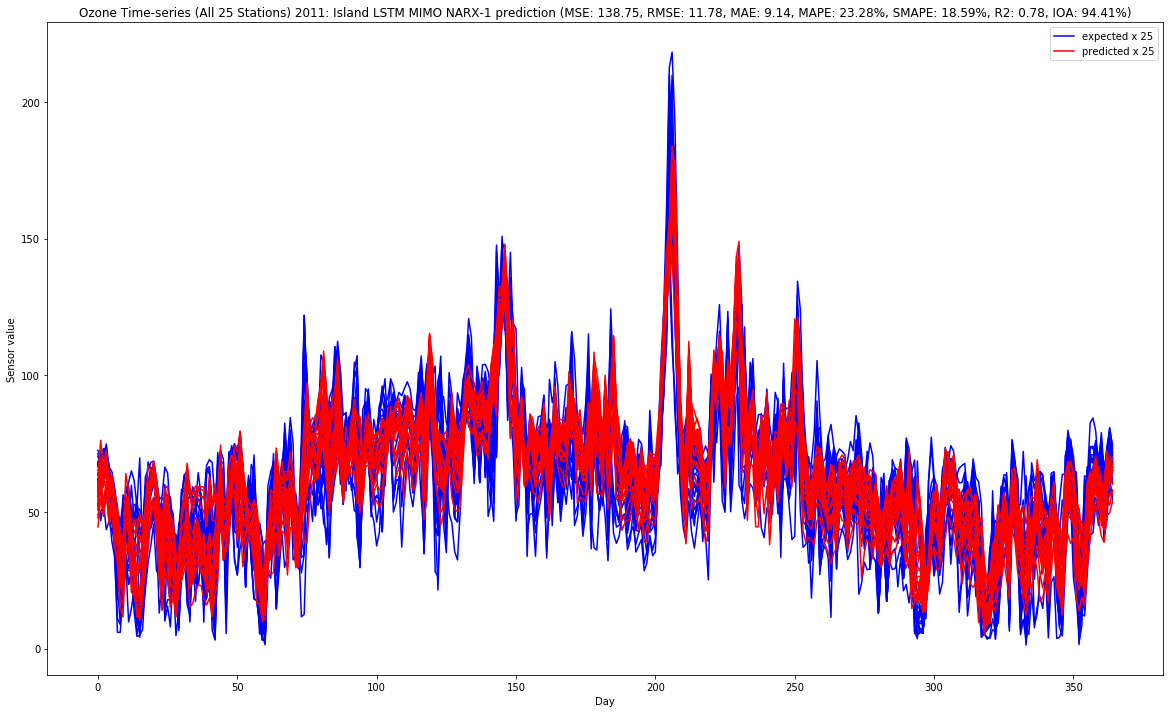 Ozone Time-series (All 25 Stations) 2011: Island LSTM MIMO NARX-1 prediction (MSE: 138.75, RMSE: 11.78, MAE: 9.14, MAPE: 23.28%, SMAPE: 18.59%, R2: 0.78, IOA: 94.41%)
expected x 25
predicted x 25
Sensor value
200
150
100
50
0
0 50 100 150 200 250 300 350
Day